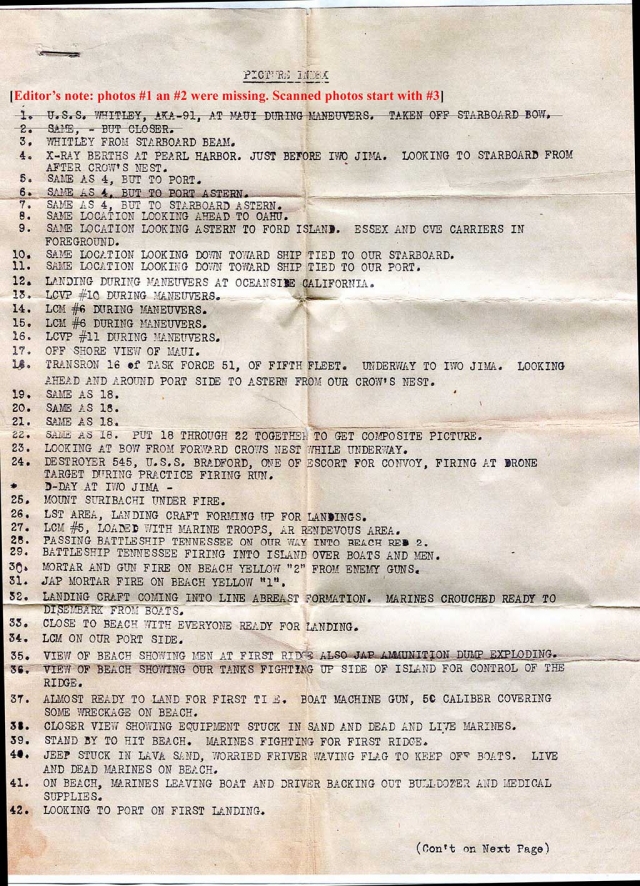 PICTURE INDEX
[Editor's note: photos #1 an #2 were missing. Scanned photos start with #3]
1. U.S.S. WHITLEY, AKA-91, AT MAUI DURING MANEUVERS. TAKEN OFF STARBOARD BOW.
2. SAME, - BUT CLOSER.
3. WHITLEY FROM STARBOARD BEAM.
4. X-RAY BERTHS AT PEARL HARBOR. JUST BEFORE IWO JIMA. LOOKING TO STARBOARD FROM
AFTER CROW'S NEST.
5. SAME AS 4, BUT TO PORT.
6. SAME AS 4, BUT TO PORT ASTERN.
7. SAME AS 4, BUT TO STARBOARD ASTERN.
8. SAME LOCATION LOOKING AHEAD TO OAHU.
9. SAME LOCATION LOOKING ASTERN TO FORD ISLAND. ESSEX AND CVE CARRIERS IN
FOREGROUND.
10. SAME LOCATION LOOKING DOWN TOWARD SHIP TIED TO OUR STARBOARD.
11. SAME LOCATION LOOKING DOWN TOWARD SHIP TIED TO OUR PORT.
12. LANDING DURING MANEUVERS AT OCEANSIDE CALIFORNIA.
13. LCVP #10 DURING MANEUVERS.
14. LCM #6 DURING MANEUVERS.
15. LCM #6 DURING MANEUVERS.
16. LCVP #11 DURING MANEUVERS.
17. OFF SHORE VIEW OF MAUI.
18. TRANSRON 16 of TASK FORCE 51, OF FIFTH FLEET. UNDERWAY TO IWO JIMA. LOOKING
AHEAD AND AROUND PORT SIDE TO ASTERN FROM OUR CROW'S NEST.
19. SAME AS 18.
20. SAME AS 18.
21. SAME AS 18.
22. SAME AS 18. PUT 18 THROUGH 22 TOGETHER TO GET COMPOSITE PICTURE.
23. LOOKING AT BOW FROM FORWARD CROWS NEST WHILE UNDERWAY.
24. DESTROYER 545, U.S.S. BRADFORD, ONE OF ESCORT FOR CONVOY, FIRING AT DRONE
TARGET DURING PRACTICE FIRING RUN.
* D-DAY AT IWO JIMA -
25. MOUNT SURIBACHI UNDER FIRE.
26. LST AREA, LANDING CRAFT FORMING UP FOR LANDINGS.
27. LCM #5, LOADED WITH MARINE TROOPS, AR RENDEVOUS AREA.
28. PASSING BATTLESHIP TENNESSEE ON OUR WAY INTO BEACH RED 2.
29. BATTLESHIP TENNESSEE FIRING INTO ISLAND OVER BOATS AND MEN.
30. MORTAR AND GUN FIRE ON BEACH YELLOW "2" FROM ENEMY GUNS.
31. JAP MORTAR FIRE ON BEACH YELLOW "1".
32. LANDING CRAFT COMING INTO LINE ABREAST FORMATION. MARINES CROUCHED READY TO
DISEMBARK FROM BOATS.
33. CLOSE TO BEACH WITH EVERYONE READY FOR LANDING.
34. LCM ON OUR PORT SIDE.
35. VIEW OF BEACH SHOWING MEN AT FIRST RIDGE ALSO JAP AMMUNITION DUMP EXPLODING.
36. VIEW OF BEACH SHOWING OUR TANKS FIGHTING UP SIDE OF ISLAND FOR CONTROL OF THE
RIDGE.
37. ALMOST READY TO LAND FOR FIRST TI E. BOAT MACHINE GUN, 50 CALIBER COVERING
SOME WRECKAGE ON BEACH.
38. CLOSER VIEW SHOWING EQUIPMENT STUCK IN SAND AND DEAD AND LIVE MARINES.
39. STAND BY TO HIT BEACH. MARINES FIGHTING FOR FIRST RIDGE.
40. JEEP STUCK IN LAVA SAND, WORRIED FRIVER WAVING FLAG TO KEEP OFF BOATS. LIVE
AND DEAD MARINES ON BEACH.
41. ON BEACH, MARINES LEAVING BOAT AND DRIVER BACKING OUT BULLDOZER AND MEDICAL
SUPPLIES.
42. LOOKING TO PORT ON FIRST LANDING.
(Con't on Next Page)